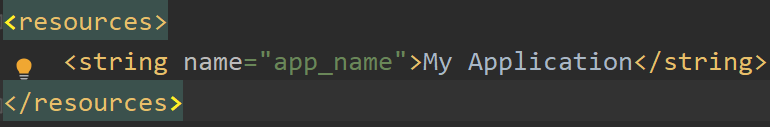 <resources>
<string name="app_name">My Application</string>
</resources>